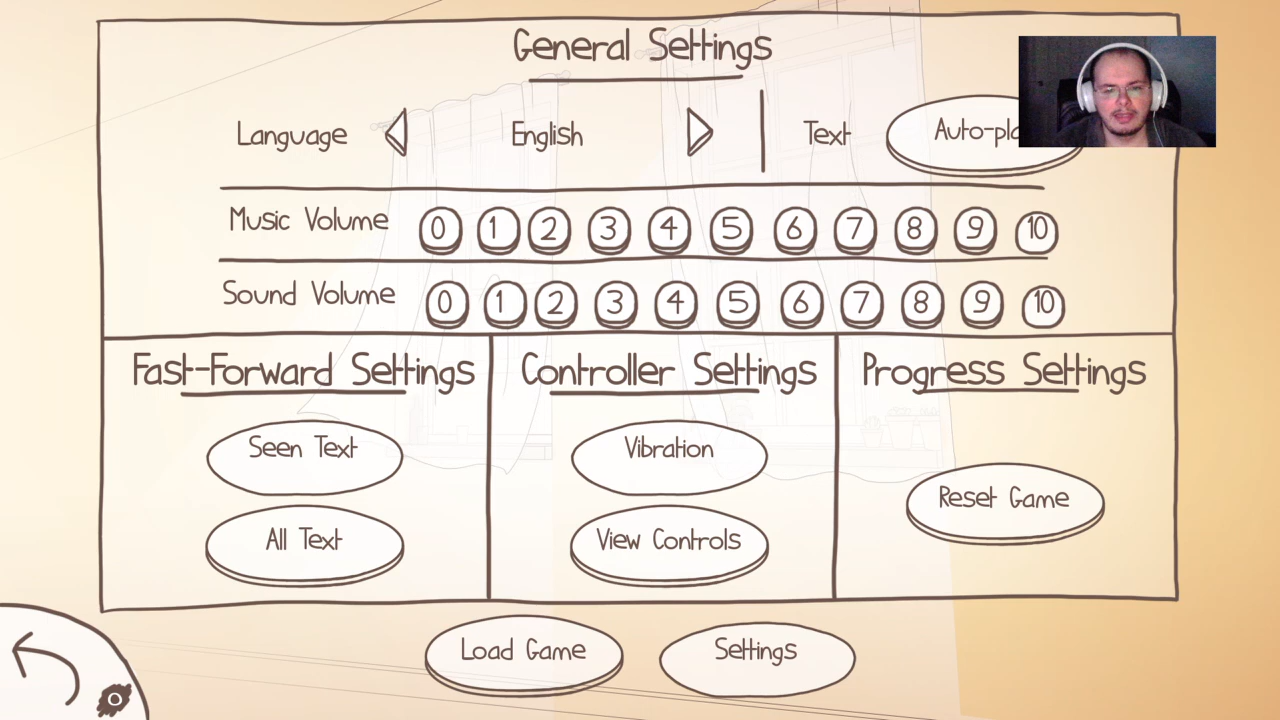 General Settings
Language English Text Auto-pla
Music Volume 0 1 2 3 4 5 6 7 8 9 10
Sound Volume 0 1 2 3 4 5 6 7 8 9 10
Fast-Forward Settings Controller Settings Progress Settings
Seen Text Vibration
Reset Game
All Text View Controls
Load Game Settings